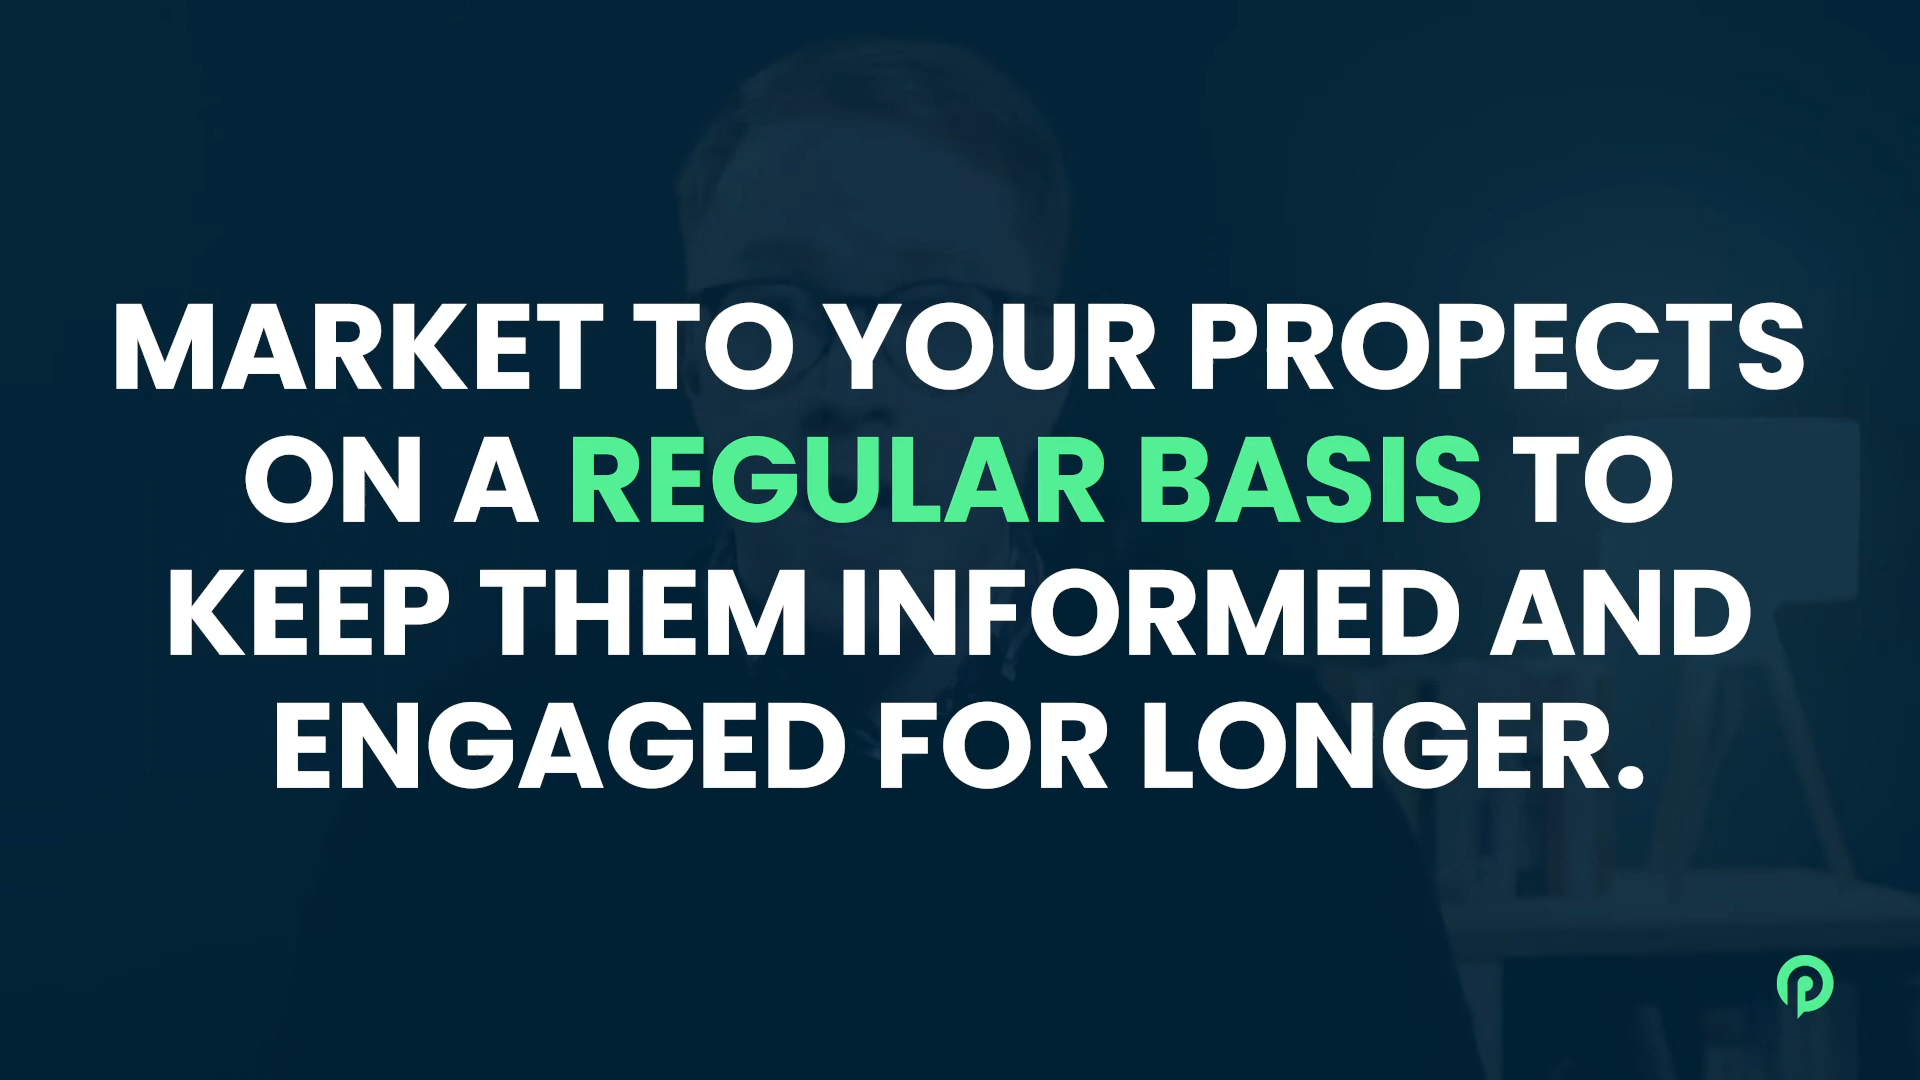 MARKET TO YOUR PROPECTS
ON A REGULAR BASIS TO
KEEP THEM INFORMED AND
ENGAGED FOR LONGER.